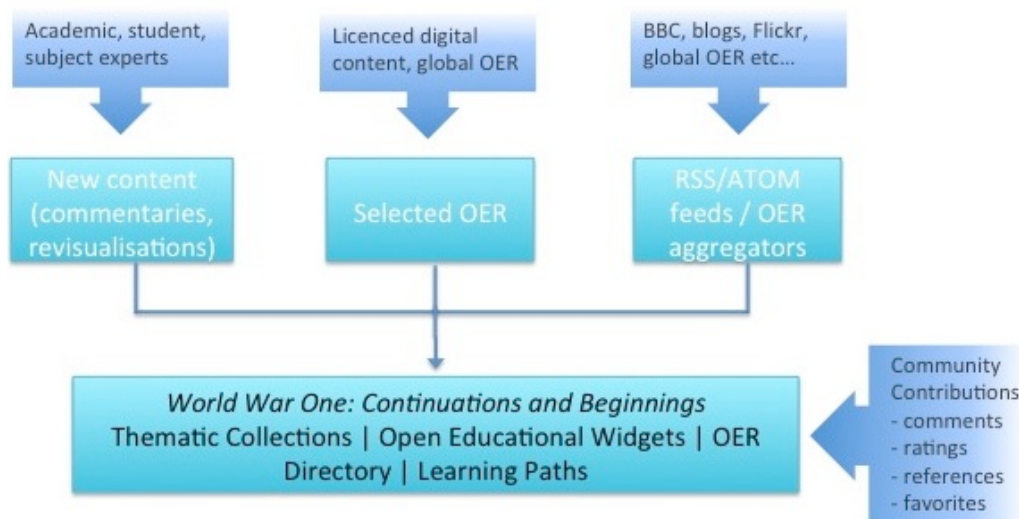 Academic, student,
subject experts
Licenced digital
content, global OER
BBC, blogs, Flickr,
global OER etc...
New content
(commentaries,
revisualisations)
Selected OER
RSS/ATOM
feeds / OER
aggregators
World War One: Continuations and Beginnings
Thematic Collections | Open Educational Widgets | OER
Directory | Learning Paths
Community
Contributions:
- comments
- ratings
- references
- favorites